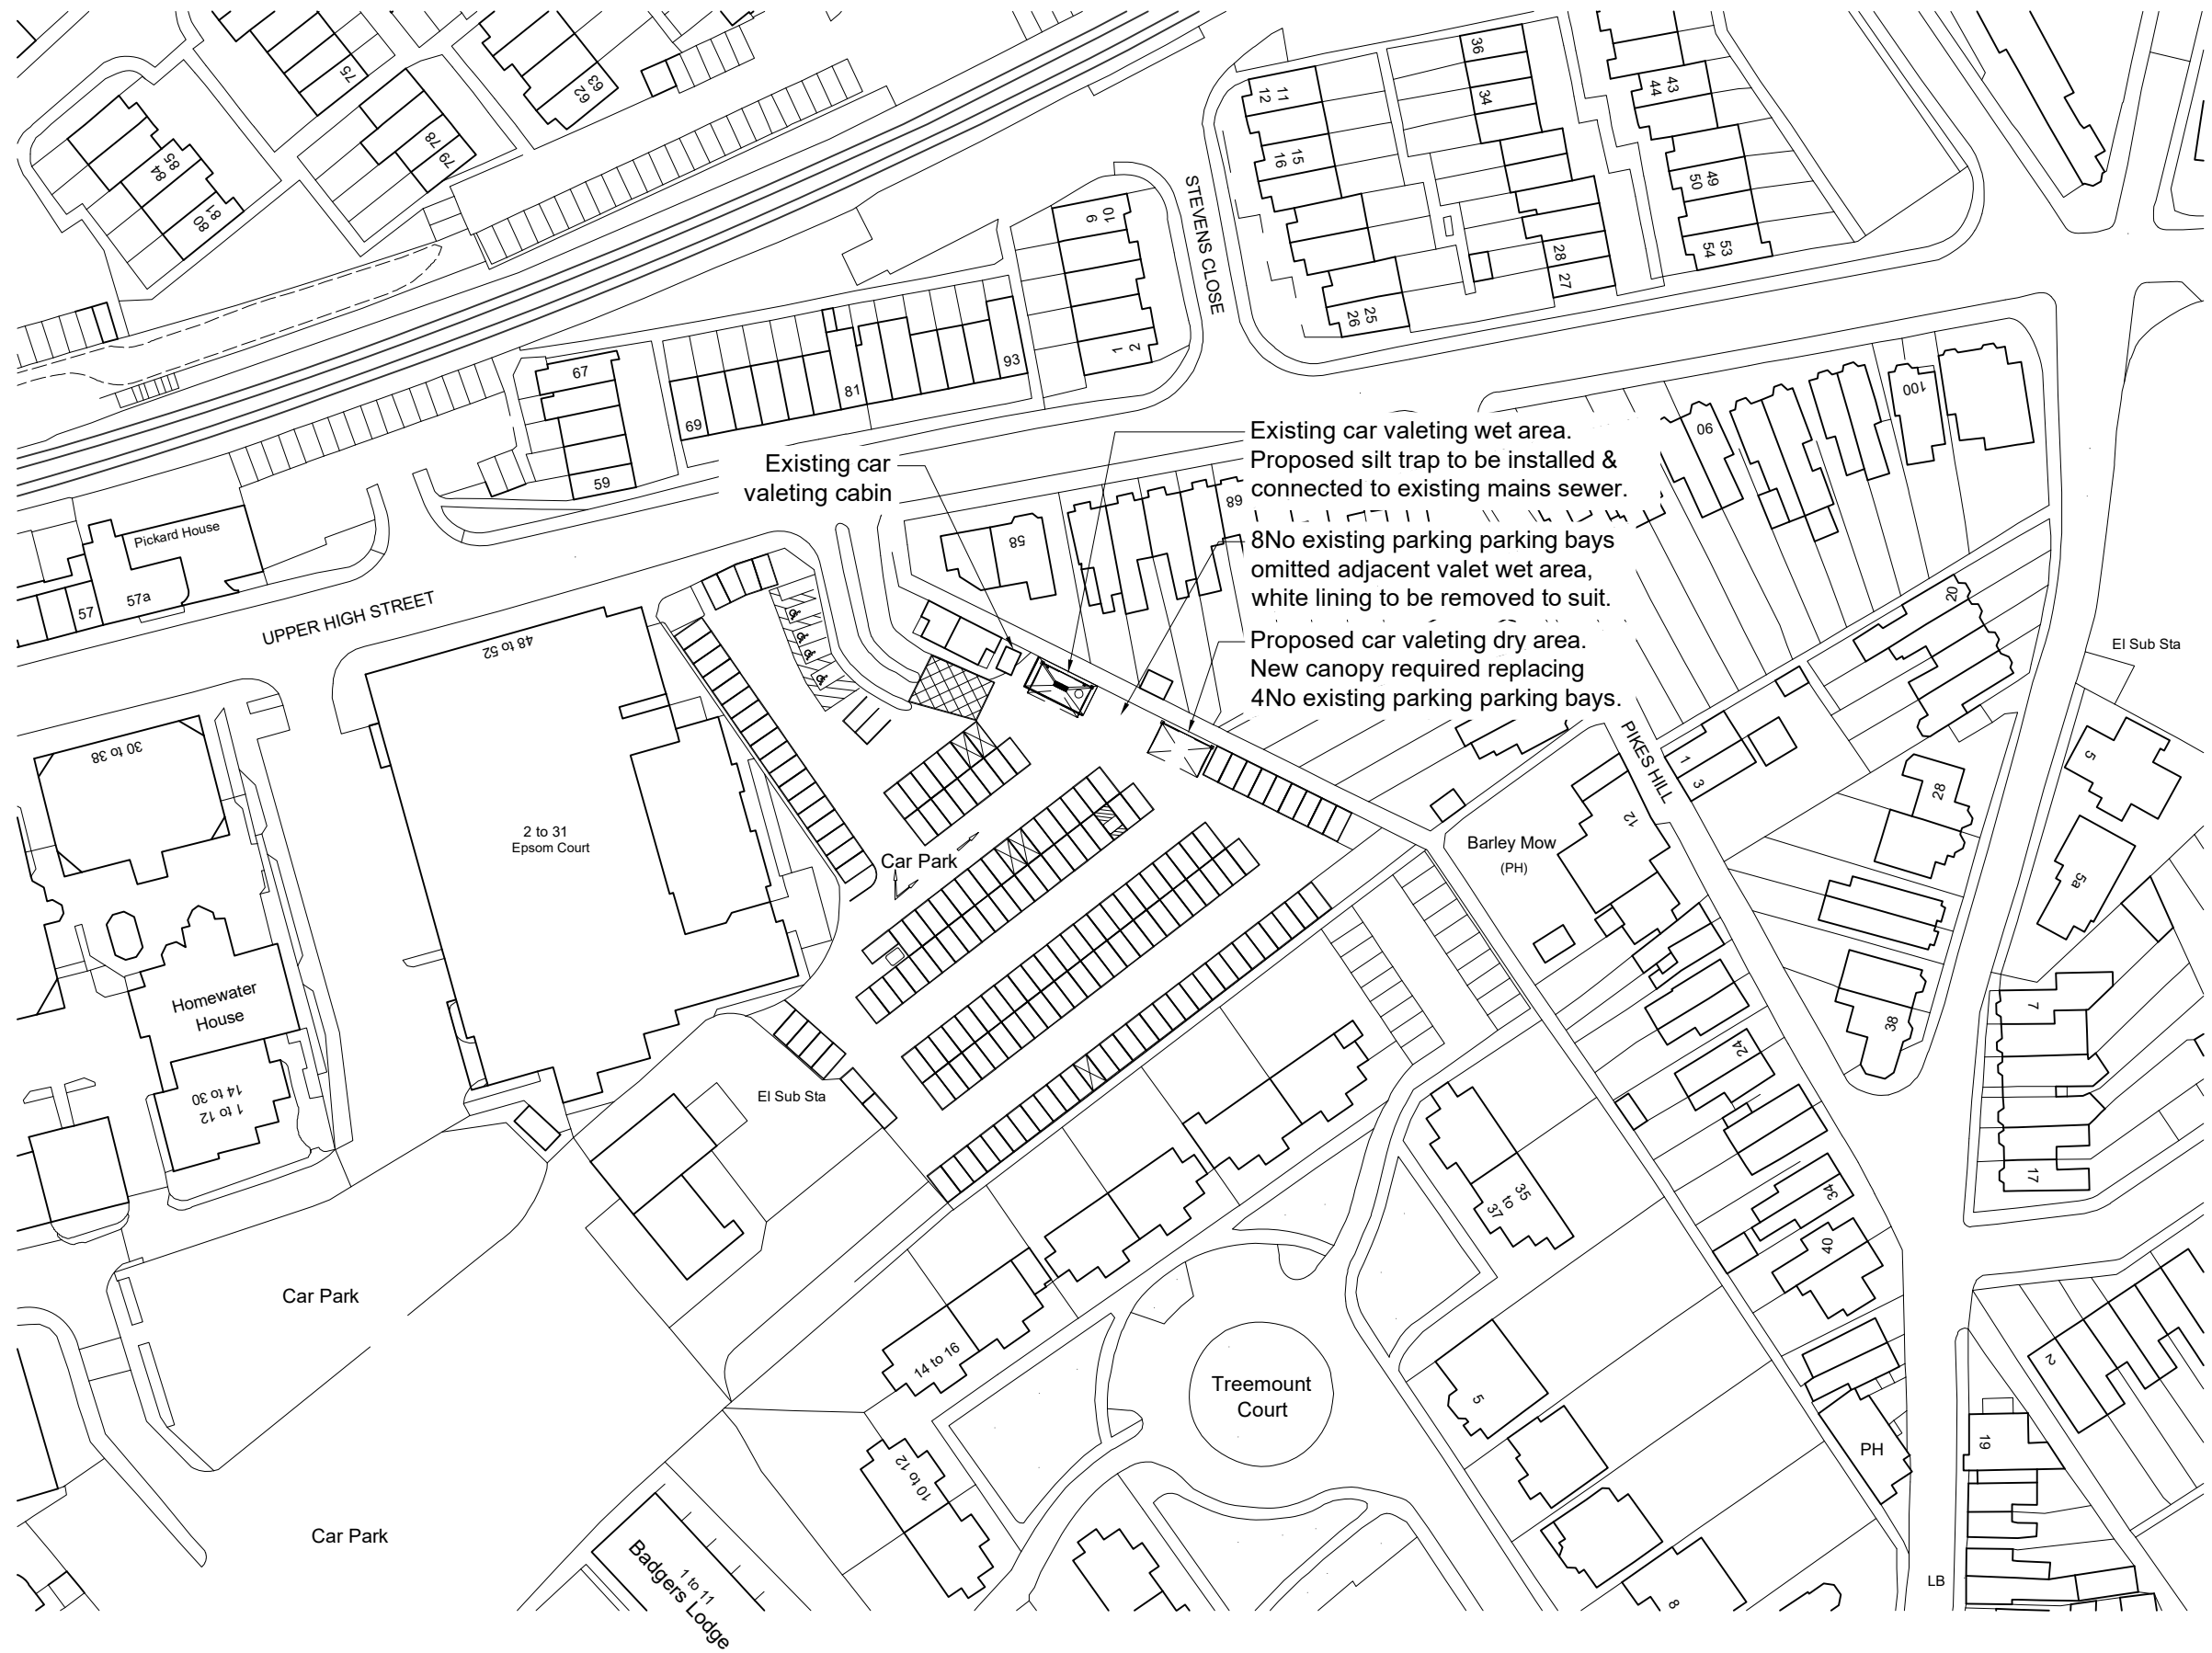 75
63
62
78
79
85
84
81
80
36
34
11
12
15
16
43
44
49
50
53
54
28
27
25
26
STEVENS CLOSE
10
9
1
2
67
59
69
81
93
100
90
Existing car valeting wet area.
Proposed silt trap to be installed &
connected to existing mains sewer.
Existing car
valeting cabin
68
58
8No existing parking parking bays
omitted adjacent valet wet area,
white lining to be removed to suit.
Proposed car valeting dry area.
New canopy required replacing
4No existing parking parking bays.
Pickard House
57
57a
UPPER HIGH STREET
48 to 52
30 to 38
2 to 31
Epsom Court
Car Park
20
El Sub Sta
PIKES HILL
1
3
5
28
5a
12
Barley Mow
(PH)
38
7
17
24
34
40
Homewater
House
1 to 12
14 to 30
El Sub Sta
35
to
37
Car Park
14 to 16
Treemount
Court
5
2
19
PH
10 to 12
Car Park
1 to 11
Badgers Lodge
8
LB